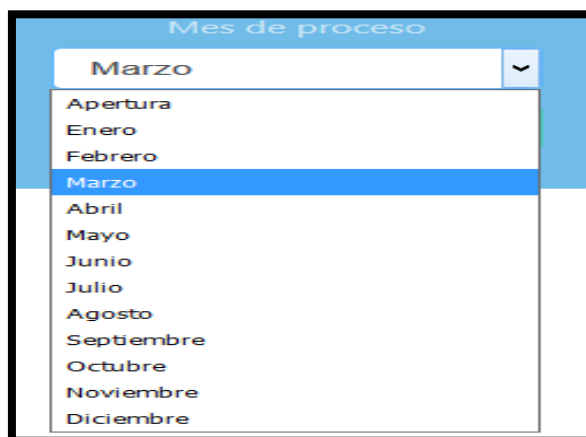 Mes de proceso
Marzo
Apertura
Enero
Febrero
Marzo
Abril
Mayo
Junio
Julio
Agosto
Septiembre
Octubre
Noviembre
Diciembre